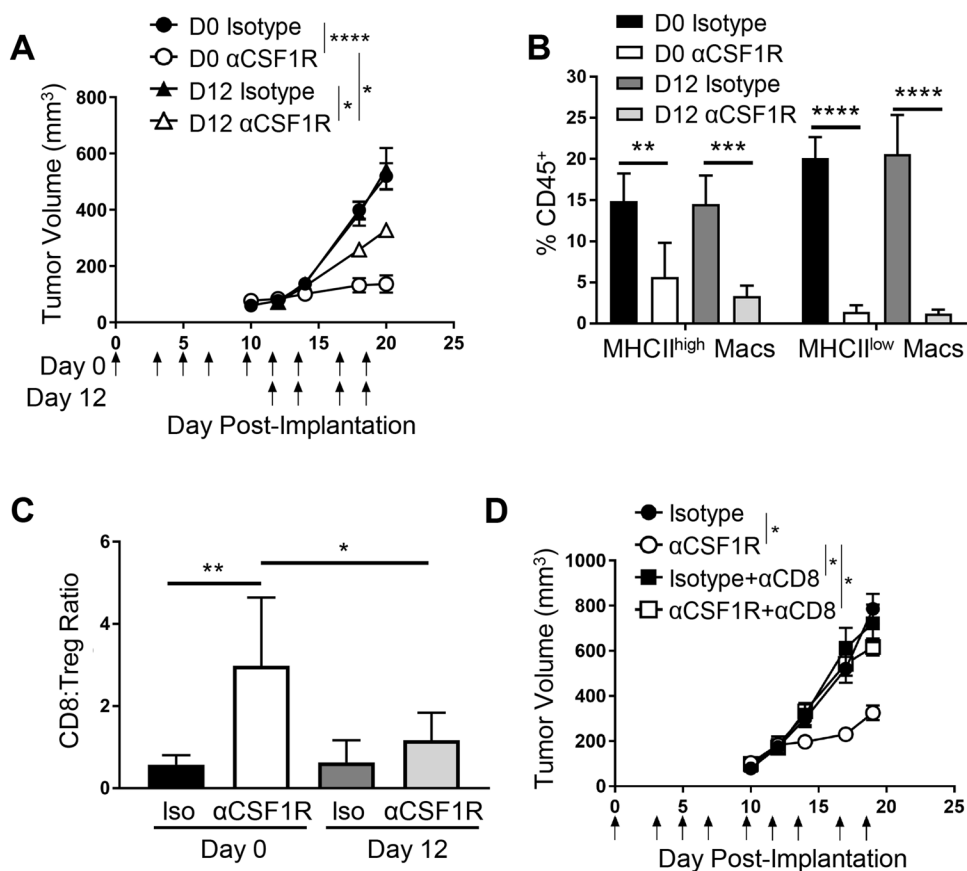 A
D0 Isotype
D0 αCSF1R
D12 Isotype
D12 αCSF1R
****
*
*
Tumor Volume (mm³)
800
600
400
200
0
0 5 10 15 20 25
Day 0
Day 12
Day Post-Implantation
B
D0 Isotype
D0 αCSF1R
D12 Isotype
D12 αCSF1R
% CD45⁺
30
25
20
15
10
5
0
** *** **** ****
MHCIIʰⁱᵍʰ Macs MHCIIˡᵒʷ Macs
C
CD8:Treg Ratio
6
4
2
0
** *
Iso αCSF1R Iso αCSF1R
Day 0 Day 12
D
Isotype
αCSF1R
Isotype+αCD8
αCSF1R+αCD8
*
*
*
Tumor Volume (mm³)
1000
800
600
400
200
0
0 5 10 15 20 25
Day Post-Implantation